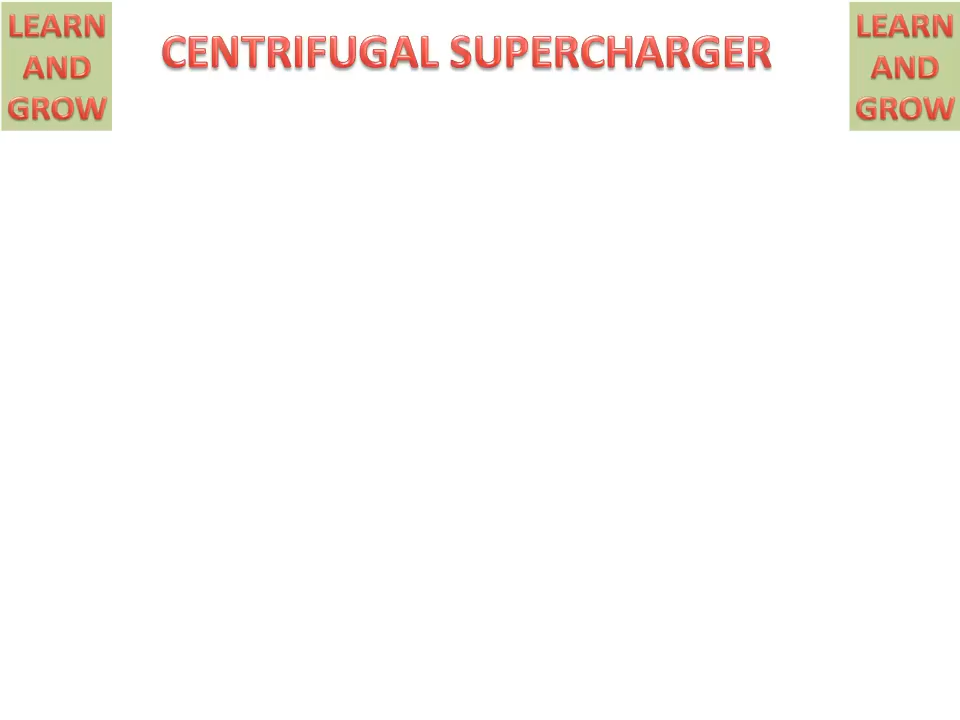 LEARN
AND
GROW
CENTRIFUGAL SUPERCHARGER
LEARN
AND
GROW